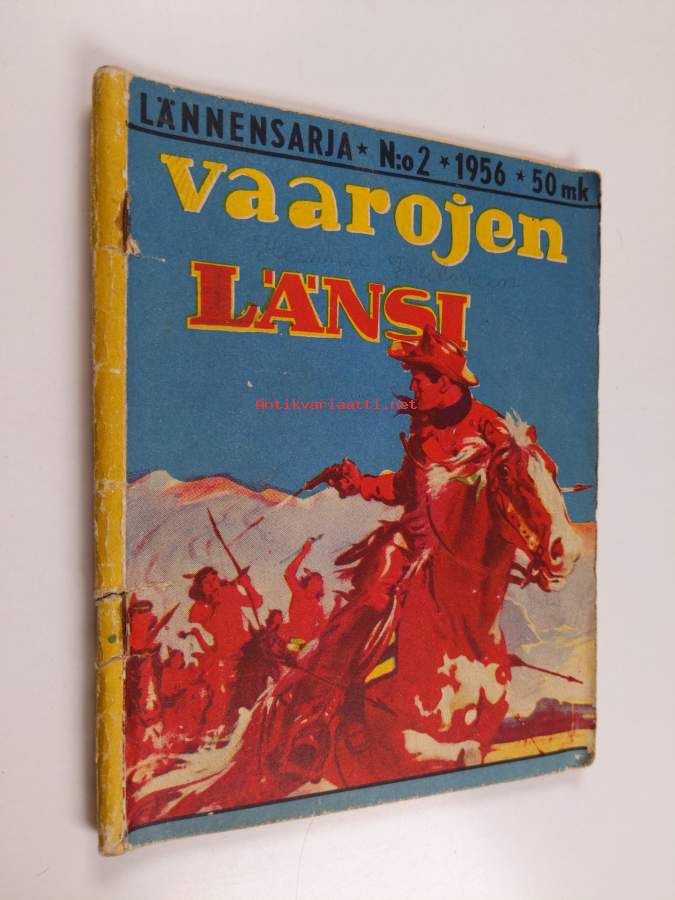 LÄNNENSARJA ★ N:o 2 ★ 1956 ★ 50 mk
vaarojen
LÄNSI
Antikvariaatti.net